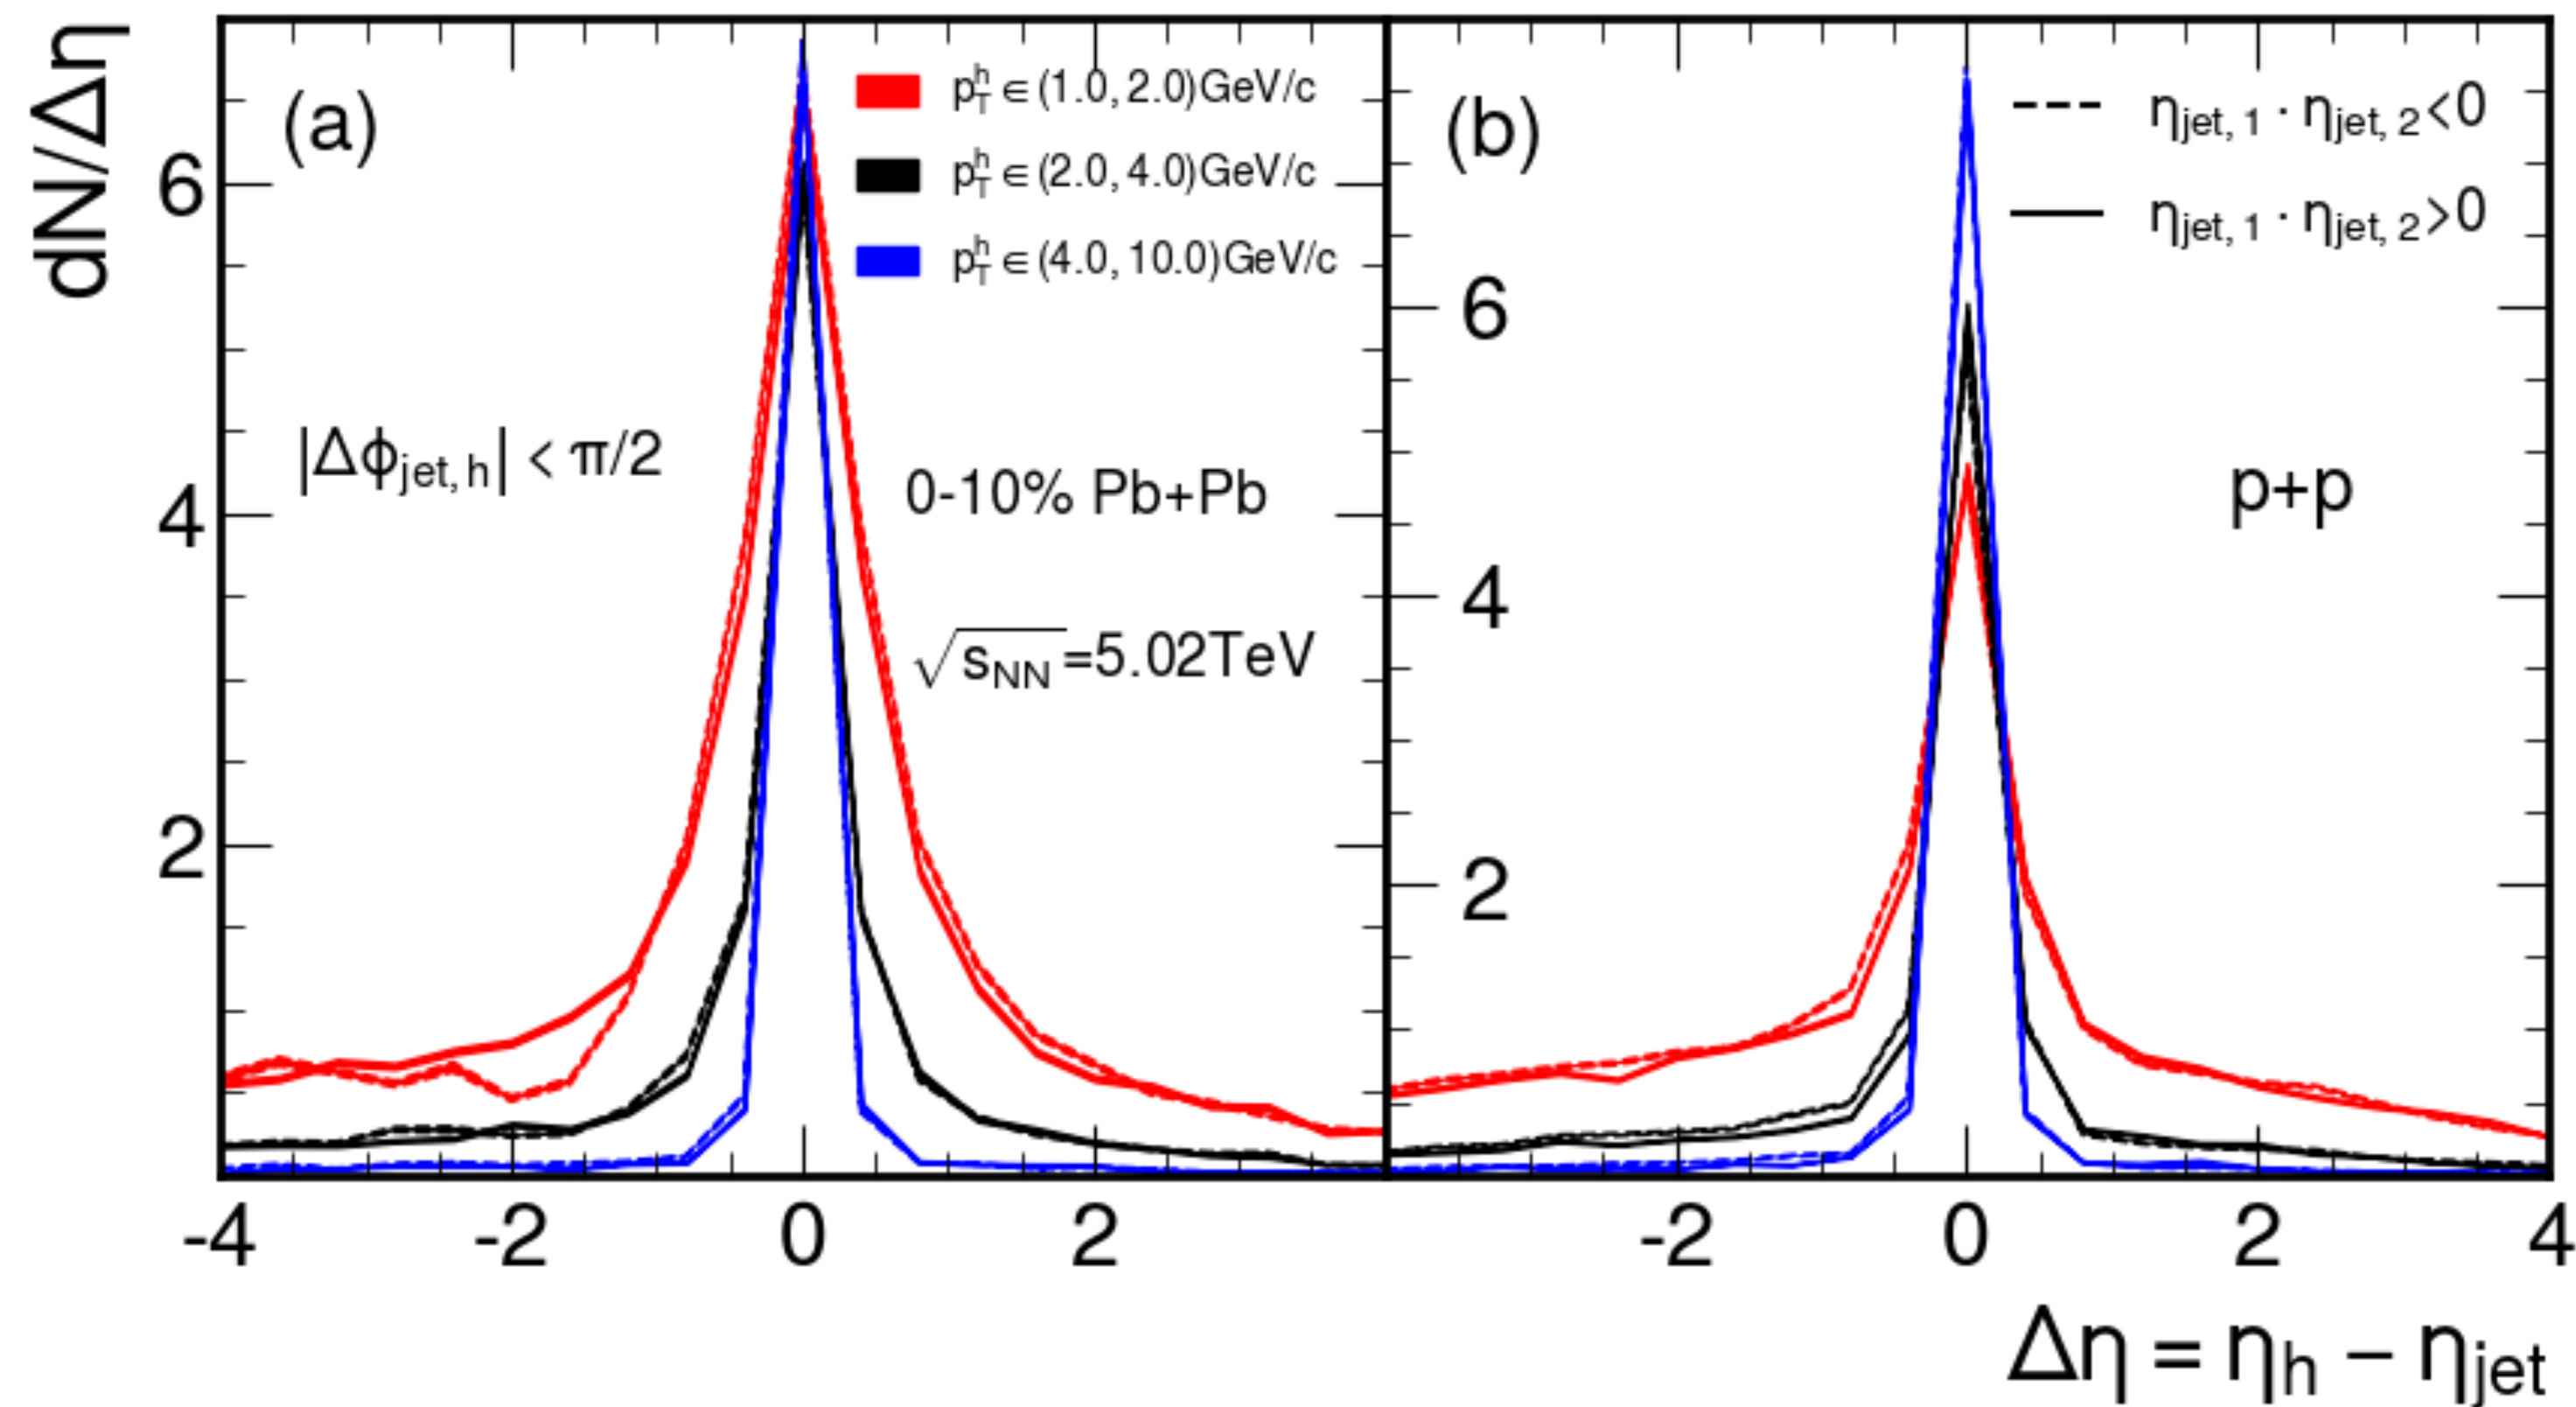 dN/Δη
(a)
p_T^h ∈ (1.0, 2.0)GeV/c
p_T^h ∈ (2.0, 4.0)GeV/c
p_T^h ∈ (4.0, 10.0)GeV/c
|Δϕ_jet, h| < π/2
0-10% Pb+Pb
√s_NN=5.02TeV
6
4
2
-4 -2 0 2
(b)
η_jet, 1 · η_jet, 2<0
η_jet, 1 · η_jet, 2>0
p+p
6
4
2
-2 0 2 4
Δη = η_h − η_jet